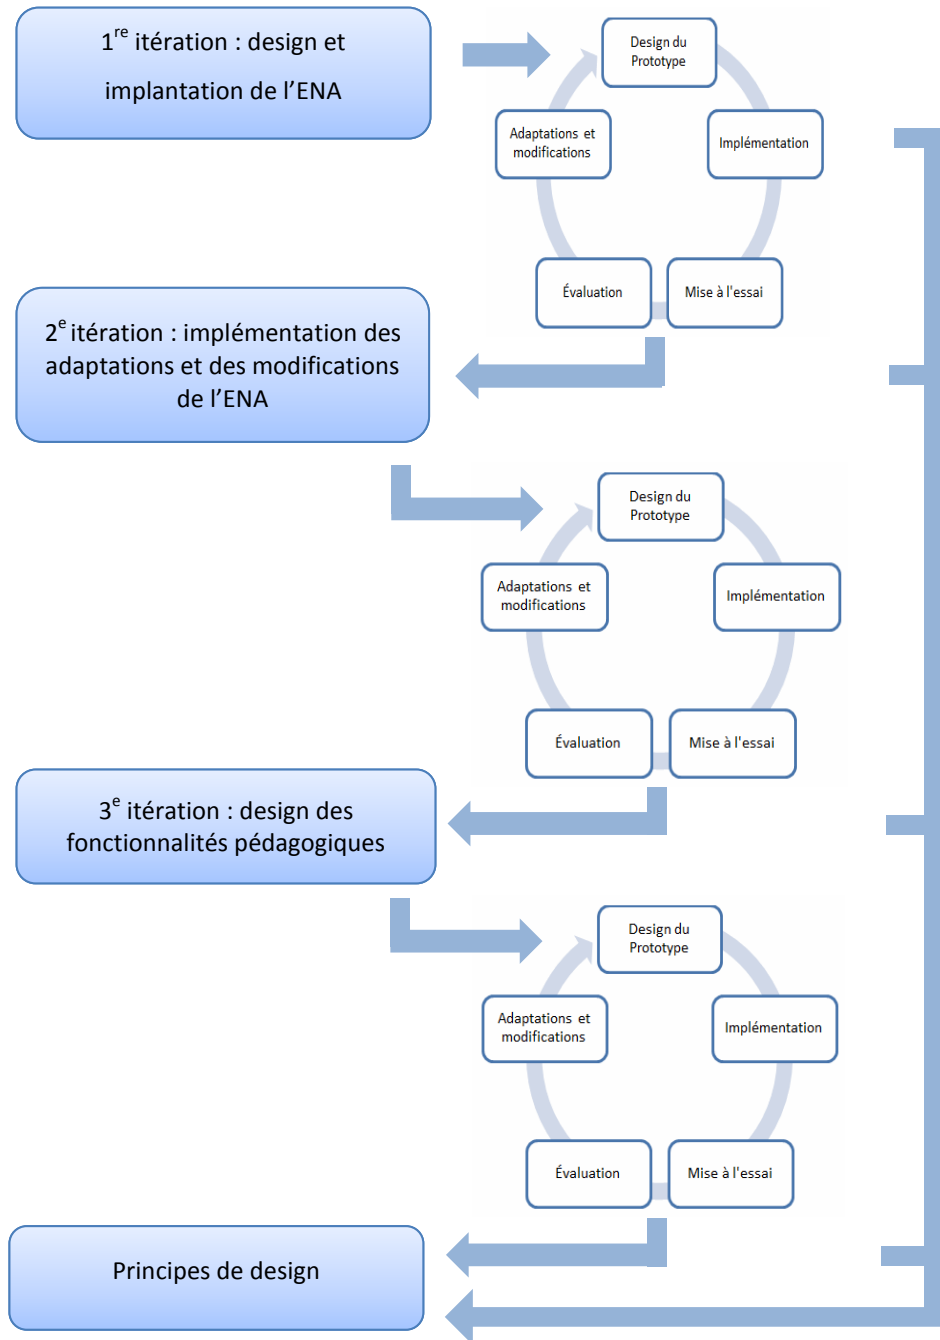 1re itération : design et
implantation de l’ENA
Design du
Prototype
Adaptations et
modifications
Implémentation
Évaluation
Mise à l'essai
2e itération : implémentation des
adaptations et des modifications
de l’ENA
Design du
Prototype
Adaptations et
modifications
Implémentation
Évaluation
Mise à l'essai
3e itération : design des
fonctionnalités pédagogiques
Design du
Prototype
Adaptations et
modifications
Implémentation
Évaluation
Mise à l'essai
Principes de design